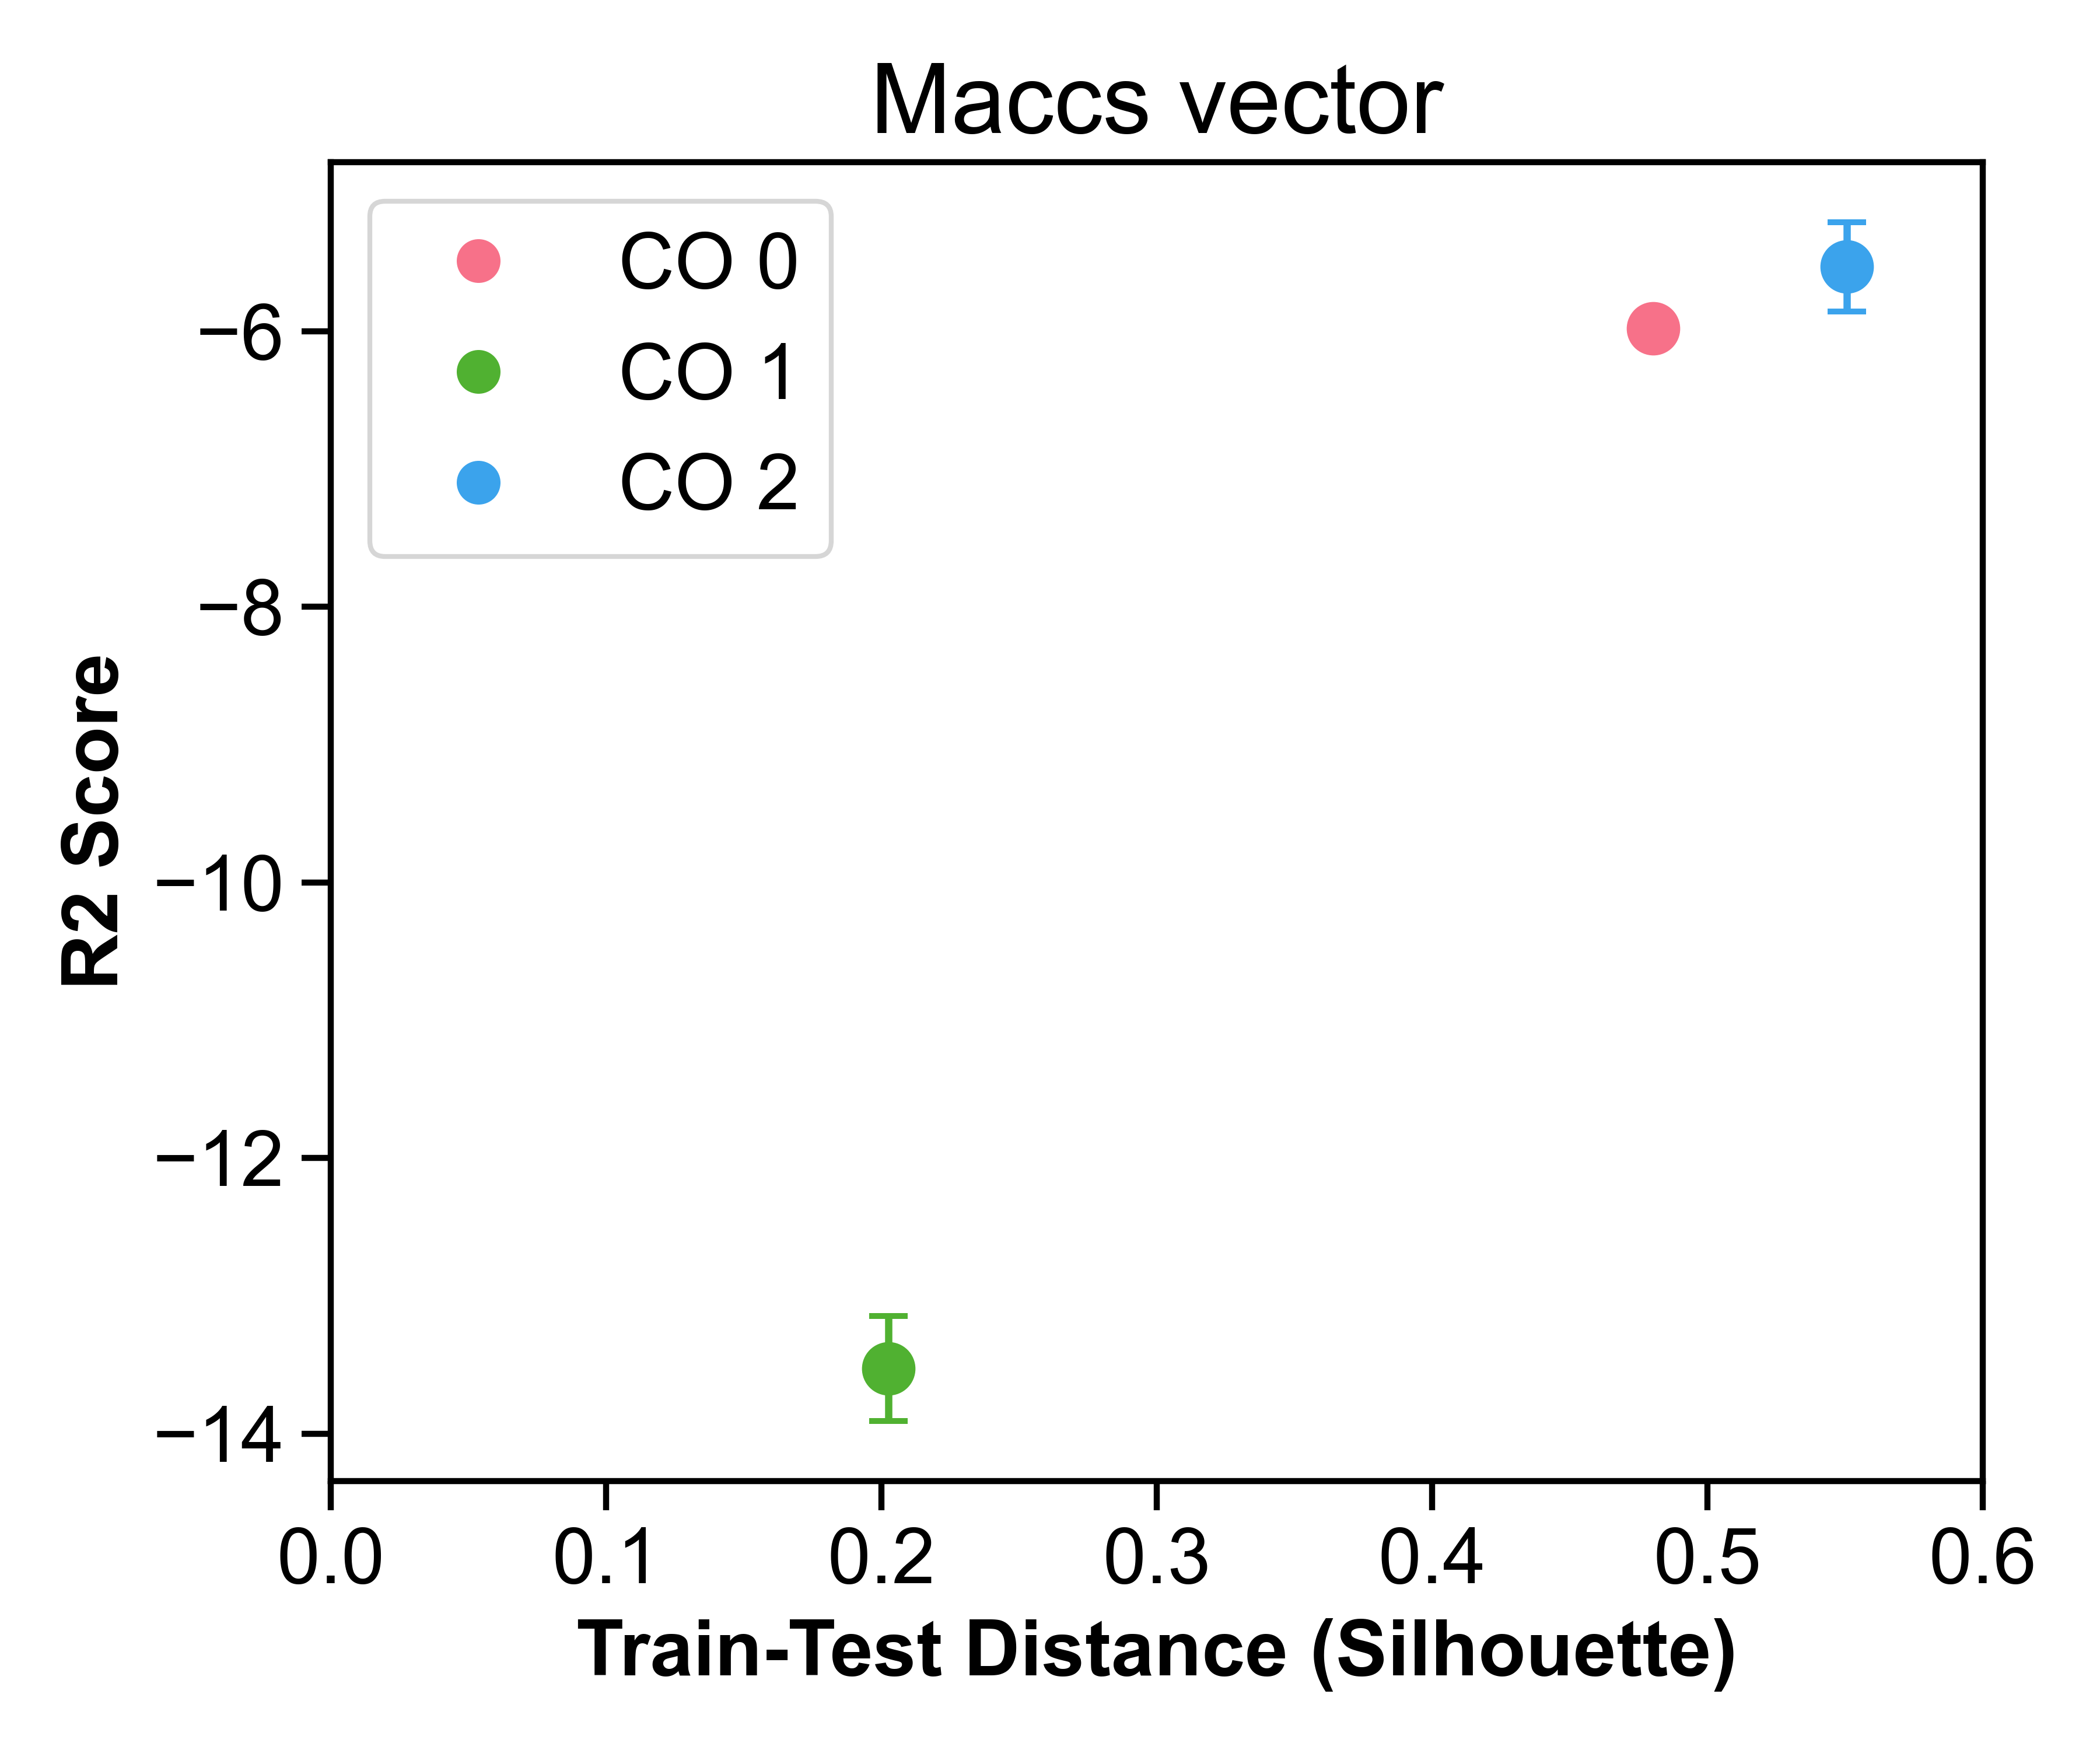 Maccs vector
CO 0
CO 1
CO 2
−6
−8
−10
−12
−14
R2 Score
0.0 0.1 0.2 0.3 0.4 0.5 0.6
Train-Test Distance (Silhouette)